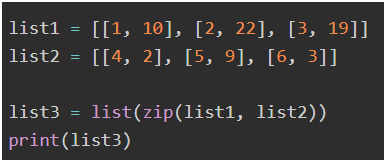 list1 = [[1, 10], [2, 22], [3, 19]]
list2 = [[4, 2], [5, 9], [6, 3]]
list3 = list(zip(list1, list2))
print(list3)